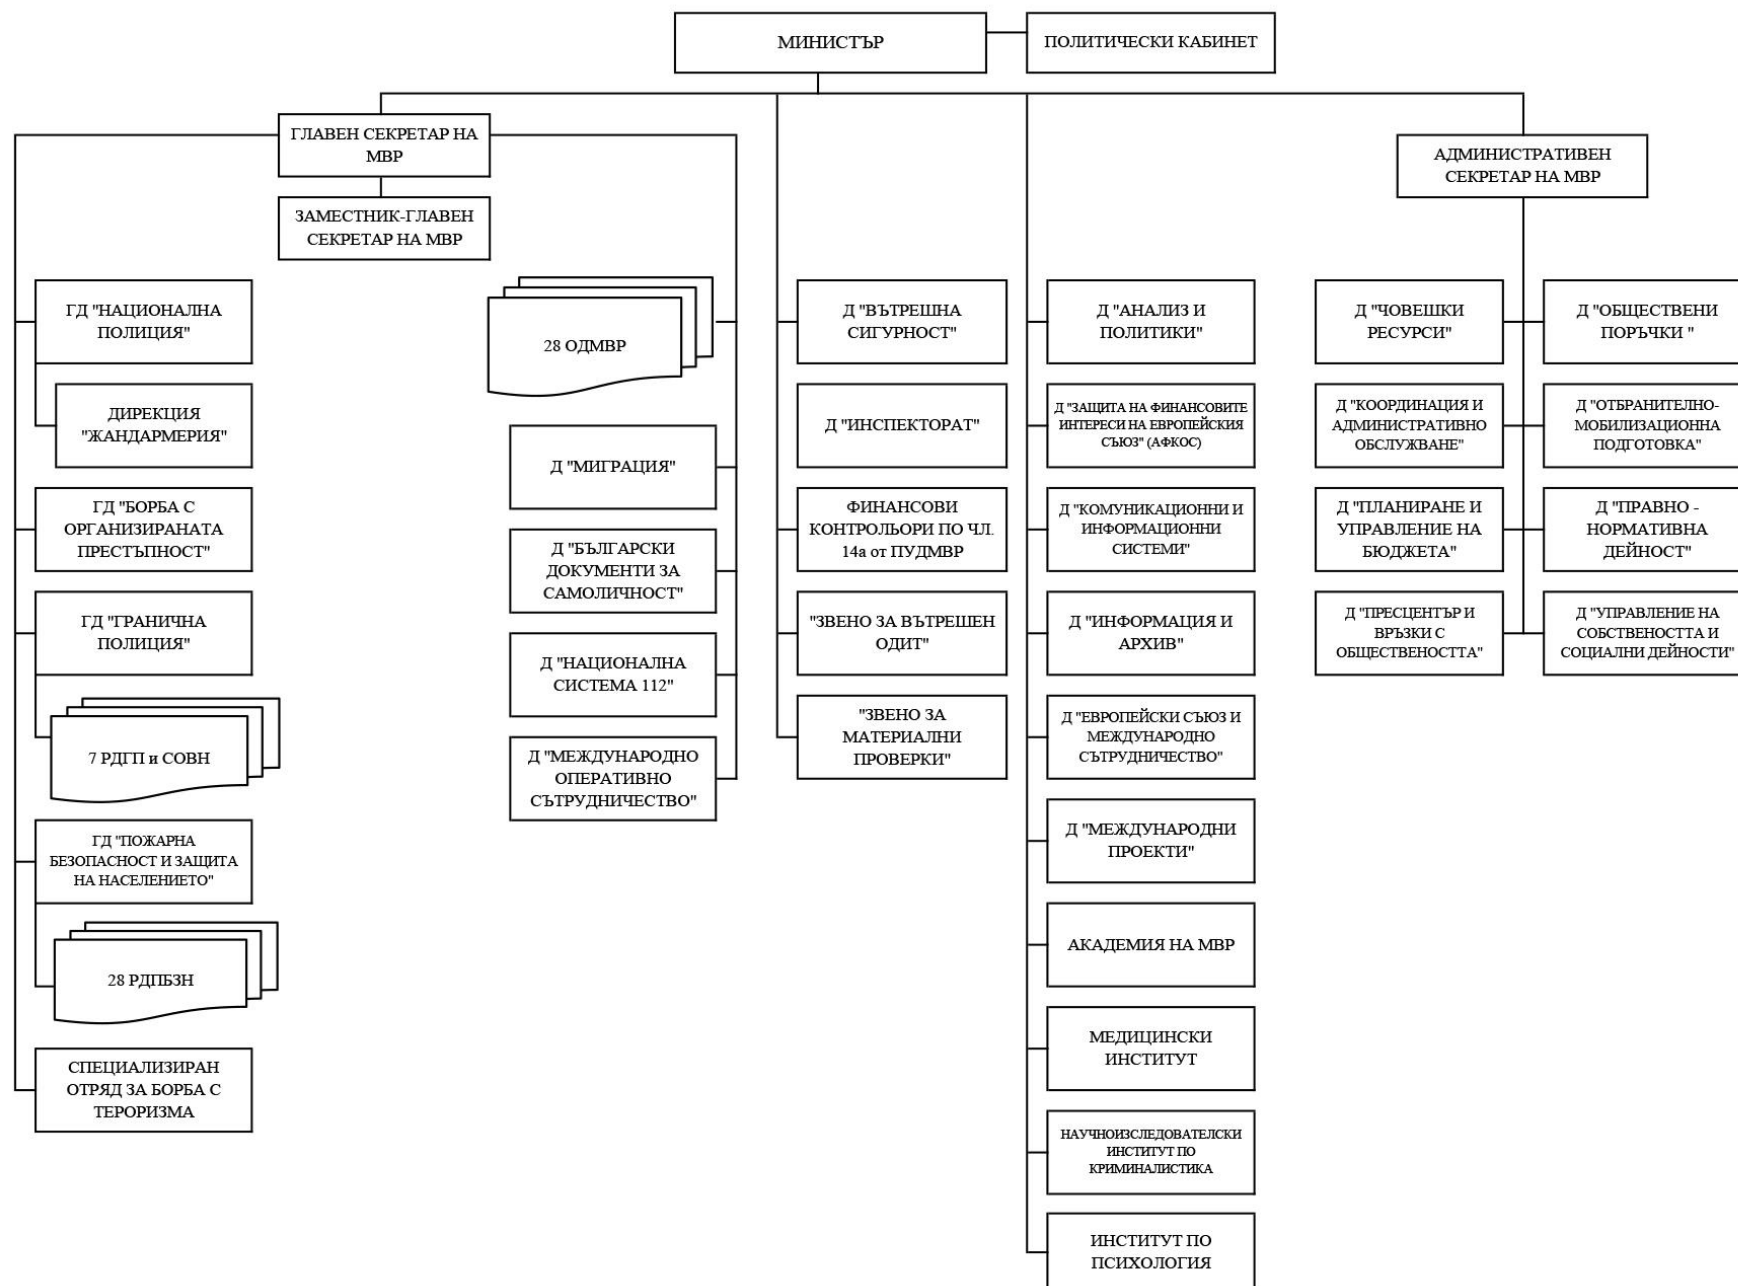 МИНИСТЪР
ПОЛИТИЧЕСКИ КАБИНЕТ
ГЛАВЕН СЕКРЕТАР НА
МВР
АДМИНИСТРАТИВЕН
СЕКРЕТАР НА МВР
ЗАМЕСТНИК-ГЛАВЕН
СЕКРЕТАР НА МВР
ГД "НАЦИОНАЛНА
ПОЛИЦИЯ"
ДИРЕКЦИЯ
"ЖАНДАРМЕРИЯ"
ГД "БОРБА С
ОРГАНИЗИРАНАТА
ПРЕСТЪПНОСТ"
ГД "ГРАНИЧНА
ПОЛИЦИЯ"
7 РДГП и СОВН
ГД "ПОЖАРНА
БЕЗОПАСНОСТ И ЗАЩИТА
НА НАСЕЛЕНИЕТО"
28 РДПБЗН
СПЕЦИАЛИЗИРАН
ОТРЯД ЗА БОРБА С
ТЕРОРИЗМА
28 ОДМВР
Д "МИГРАЦИЯ"
Д "БЪЛГАРСКИ
ДОКУМЕНТИ ЗА
САМОЛИЧНОСТ"
Д "НАЦИОНАЛНА
СИСТЕМА 112"
Д "МЕЖДУНАРОДНО
ОПЕРАТИВНО
СЪТРУДНИЧЕСТВО"
Д "ВЪТРЕШНА
СИГУРНОСТ"
Д "ИНСПЕКТОРАТ"
ФИНАНСОВИ
КОНТРОЛЬОРИ ПО ЧЛ.
14а от ПУДМВР
"ЗВЕНО ЗА ВЪТРЕШЕН
ОДИТ"
"ЗВЕНО ЗА
МАТЕРИАЛНИ
ПРОВЕРКИ"
Д "АНАЛИЗ И
ПОЛИТИКИ"
Д "ЗАЩИТА НА ФИНАНСОВИТЕ
ИНТЕРЕСИ НА ЕВРОПЕЙСКИЯ
СЪЮЗ" (АФКОС)
Д "КОМУНИКАЦИОННИ И
ИНФОРМАЦИОННИ
СИСТЕМИ"
Д "ИНФОРМАЦИЯ И
АРХИВ"
Д "ЕВРОПЕЙСКИ СЪЮЗ И
МЕЖДУНАРОДНО
СЪТРУДНИЧЕСТВО"
Д "МЕЖДУНАРОДНИ
ПРОЕКТИ"
АКАДЕМИЯ НА МВР
МЕДИЦИНСКИ
ИНСТИТУТ
НАУЧНОИЗСЛЕДОВАТЕЛСКИ
ИНСТИТУТ ПО
КРИМИНАЛИСТИКА
ИНСТИТУТ ПО
ПСИХОЛОГИЯ
Д "ЧОВЕШКИ
РЕСУРСИ"
Д "КООРДИНАЦИЯ И
АДМИНИСТРАТИВНО
ОБСЛУЖВАНЕ"
Д "ПЛАНИРАНЕ И
УПРАВЛЕНИЕ НА
БЮДЖЕТА"
Д "ПРЕСЦЕНТЪР И
ВРЪЗКИ С
ОБЩЕСТВЕНОСТТА"
Д "ОБЩЕСТВЕНИ
ПОРЪЧКИ "
Д "ОТБРАНИТЕЛНО-
МОБИЛИЗАЦИОННА
ПОДГОТОВКА"
Д "ПРАВНО -
НОРМАТИВНА
ДЕЙНОСТ"
Д "УПРАВЛЕНИЕ НА
СОБСТВЕНОСТТА И
СОЦИАЛНИ ДЕЙНОСТИ"